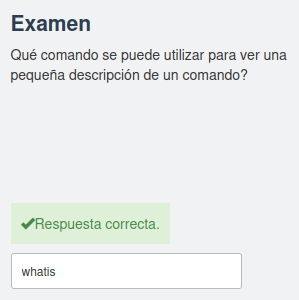 Examen
Qué comando se puede utilizar para ver una
pequeña descripción de un comando?
Respuesta correcta.
whatis